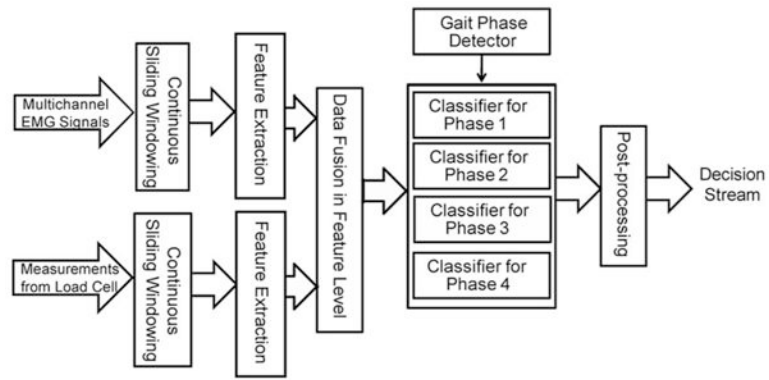 Gait Phase
Detector
Multichannel
EMG Signals
Continuous
Sliding Windowing
Feature Extraction
Measurements
from Load Cell
Continuous
Sliding Windowing
Feature Extraction
Data Fusion in Feature Level
Classifier for
Phase 1
Classifier for
Phase 2
Classifier for
Phase 3
Classifier for
Phase 4
Post-processing
Decision
Stream